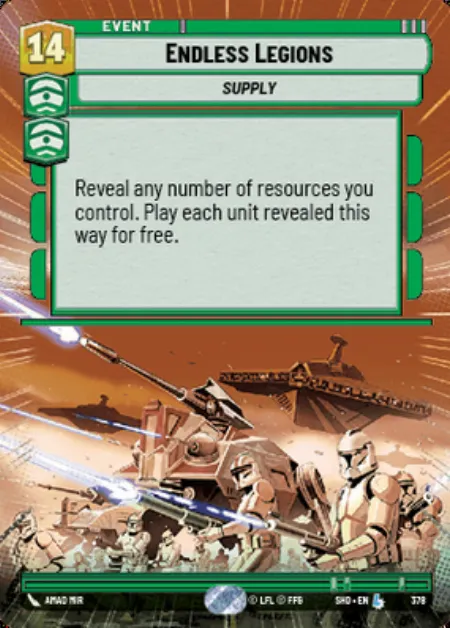 EVENT
14
ENDLESS LEGIONS
SUPPLY
Reveal any number of resources you
control. Play each unit revealed this
way for free.
AMAD MIR
© LFL © FFG
SHD • EN
378